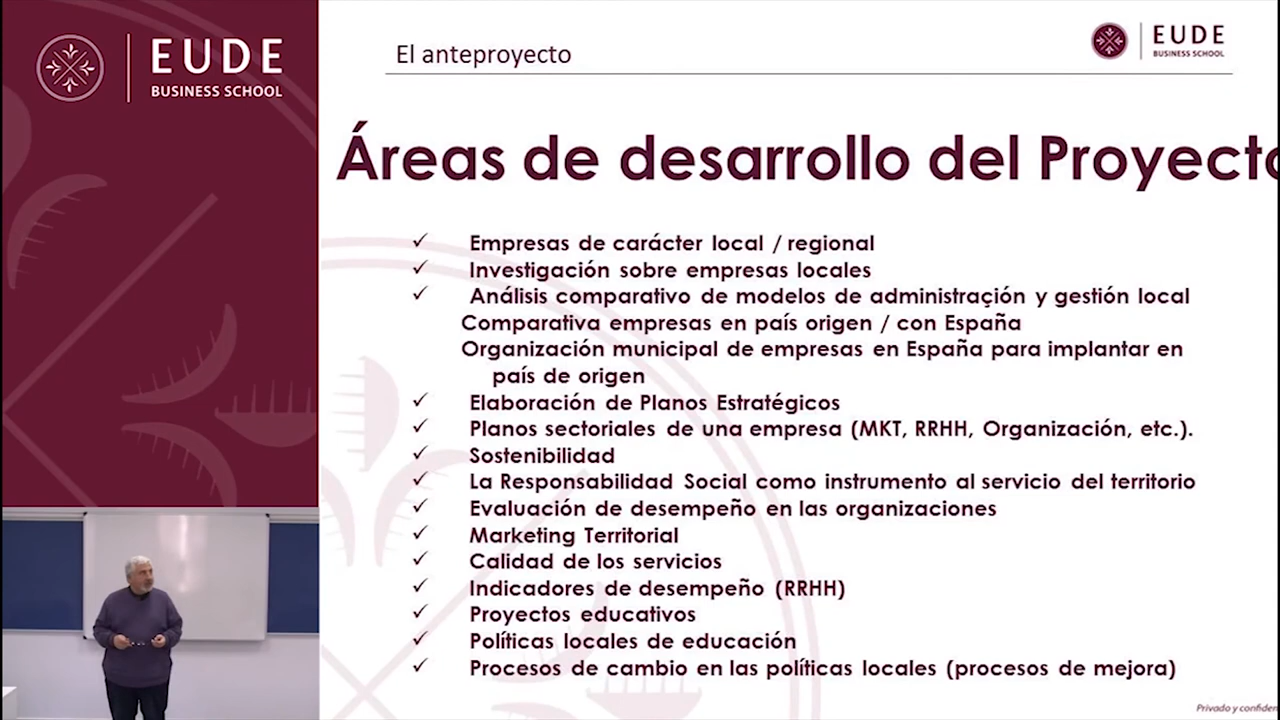 EUDE
BUSINESS SCHOOL
El anteproyecto
EUDE
BUSINESS SCHOOL
Áreas de desarrollo del Proyecto
✓ Empresas de carácter local / regional
✓ Investigación sobre empresas locales
✓ Análisis comparativo de modelos de administraçión y gestión local
Comparativa empresas en país origen / con España
Organización municipal de empresas en España para implantar en
país de origen
✓ Elaboración de Planos Estratégicos
✓ Planos sectoriales de una empresa (MKT, RRHH, Organización, etc.).
✓ Sostenibilidad
✓ La Responsabilidad Social como instrumento al servicio del territorio
✓ Evaluación de desempeño en las organizaciones
✓ Marketing Territorial
✓ Calidad de los servicios
✓ Indicadores de desempeño (RRHH)
✓ Proyectos educativos
✓ Políticas locales de educación
✓ Procesos de cambio en las políticas locales (procesos de mejora)
Privado y confiden